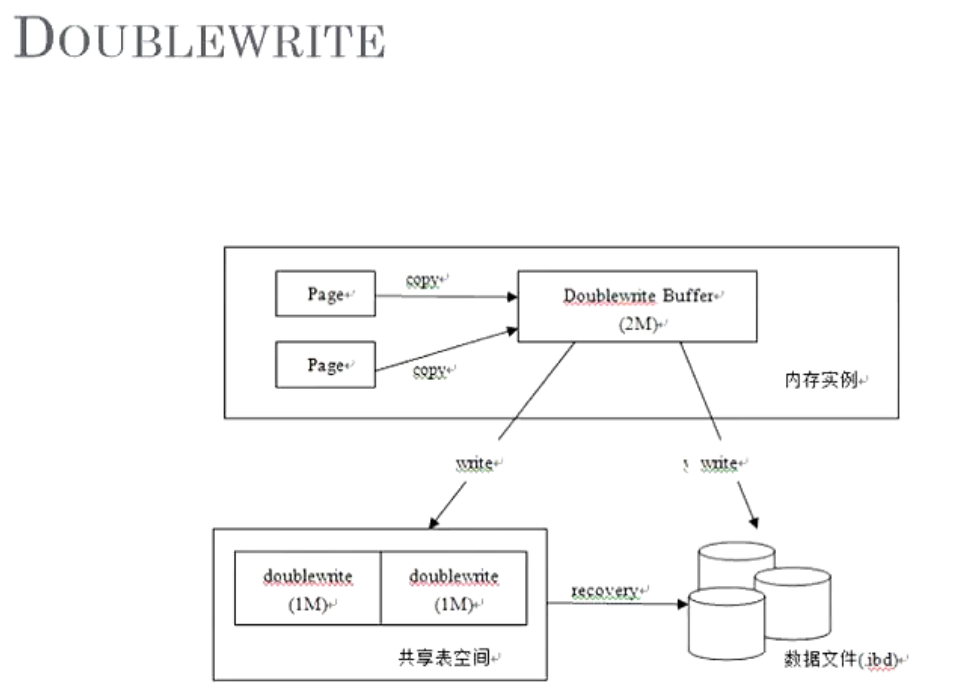 DOUBLEWRITE
Page
copy
Doublewrite Buffer
(2M)
Page
copy
内存实例
write
write
doublewrite
(1M)
doublewrite
(1M)
recovery
共享表空间
数据文件(.ibd)